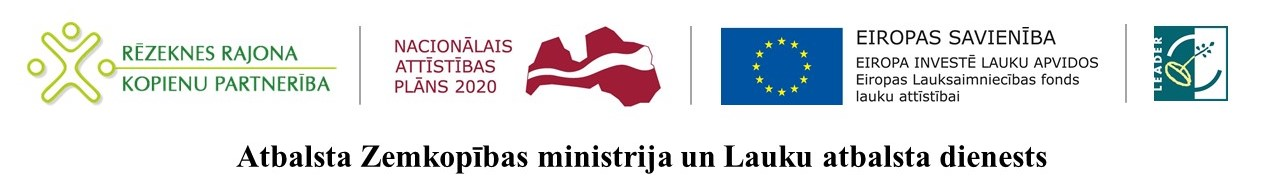 RĒZEKNES RAJONA
KOPIENU PARTNERĪBA
NACIONĀLAIS
ATTĪSTĪBAS
PLĀNS 2020
EIROPAS SAVIENĪBA
EIROPA INVESTĒ LAUKU APVIDOS
Eiropas Lauksaimniecības fonds
lauku attīstībai
LEADER
Atbalsta Zemkopības ministrija un Lauku atbalsta dienests